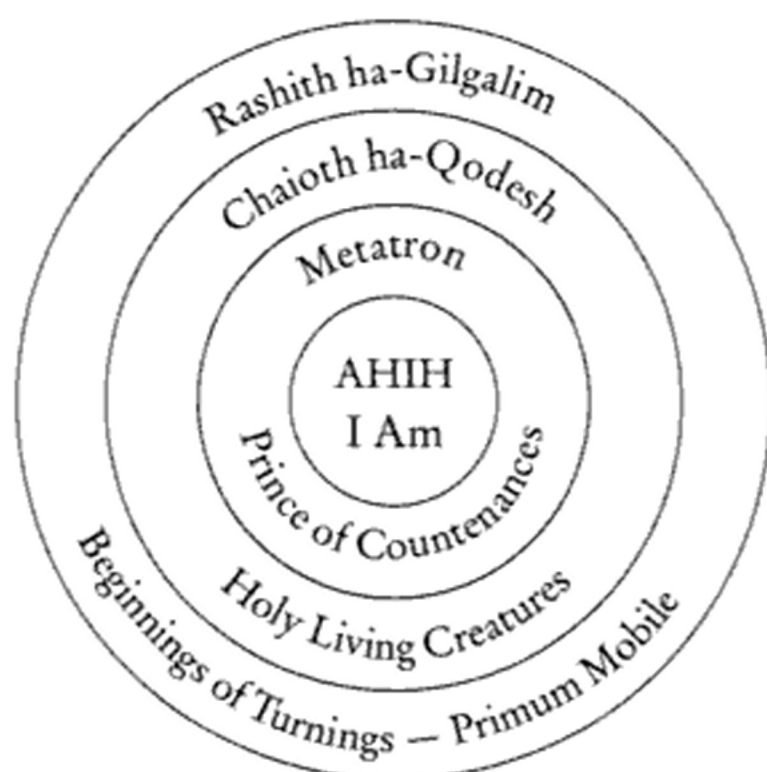 Rashith ha-Gilgalim
Chaioth ha-Qodesh
Metatron
AHIH
I Am
Prince of Countenances
Holy Living Creatures
Beginnings of Turnings — Primum Mobile